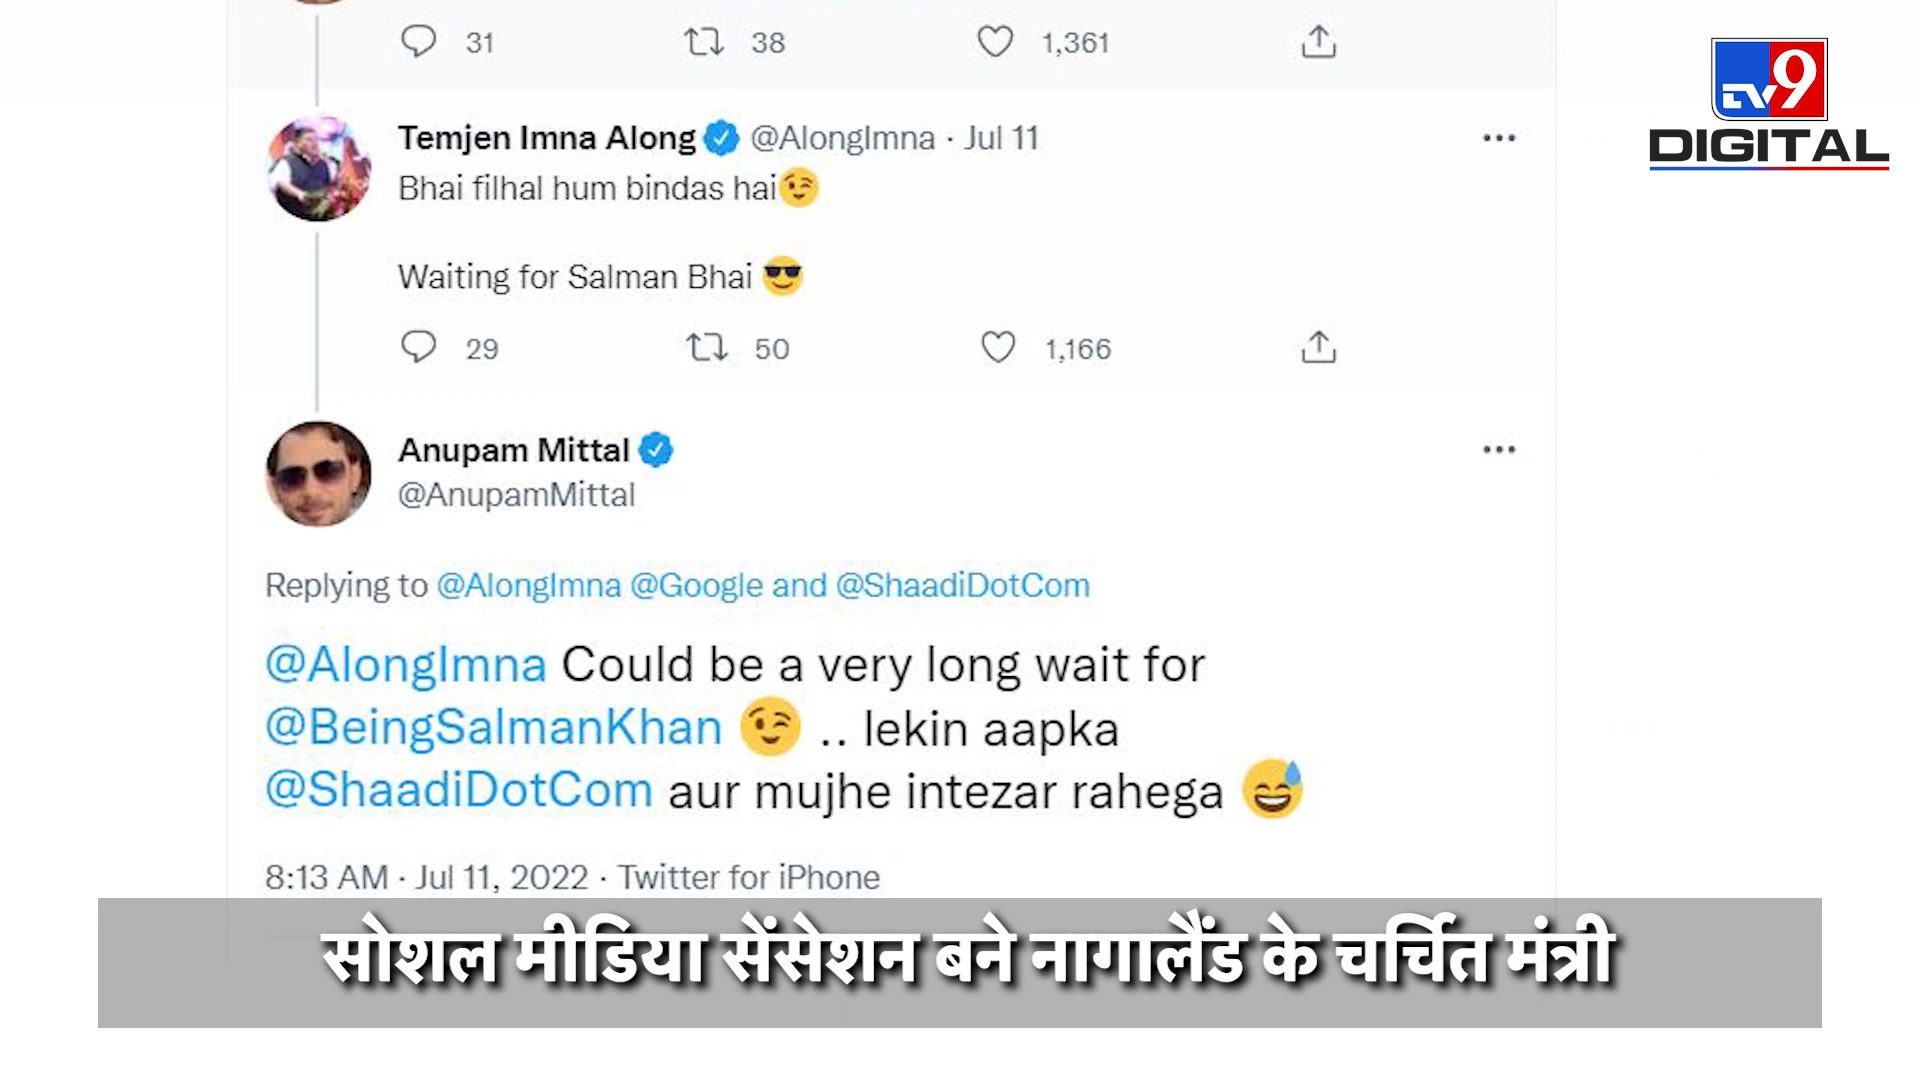 31 38 1,361
TV9
DIGITAL
Temjen Imna Along @AlongImna · Jul 11
Bhai filhal hum bindas hai😉
Waiting for Salman Bhai 😎
29 50 1,166
Anupam Mittal
@AnupamMittal
Replying to @AlongImna @Google and @ShaadiDotCom
@AlongImna Could be a very long wait for
@BeingSalmanKhan 😉 .. lekin aapka
@ShaadiDotCom aur mujhe intezar rahega 😅
8:13 AM · Jul 11, 2022 · Twitter for iPhone
सोशल मीडिया सेंसेशन बने नागालैंड के चर्चित मंत्री